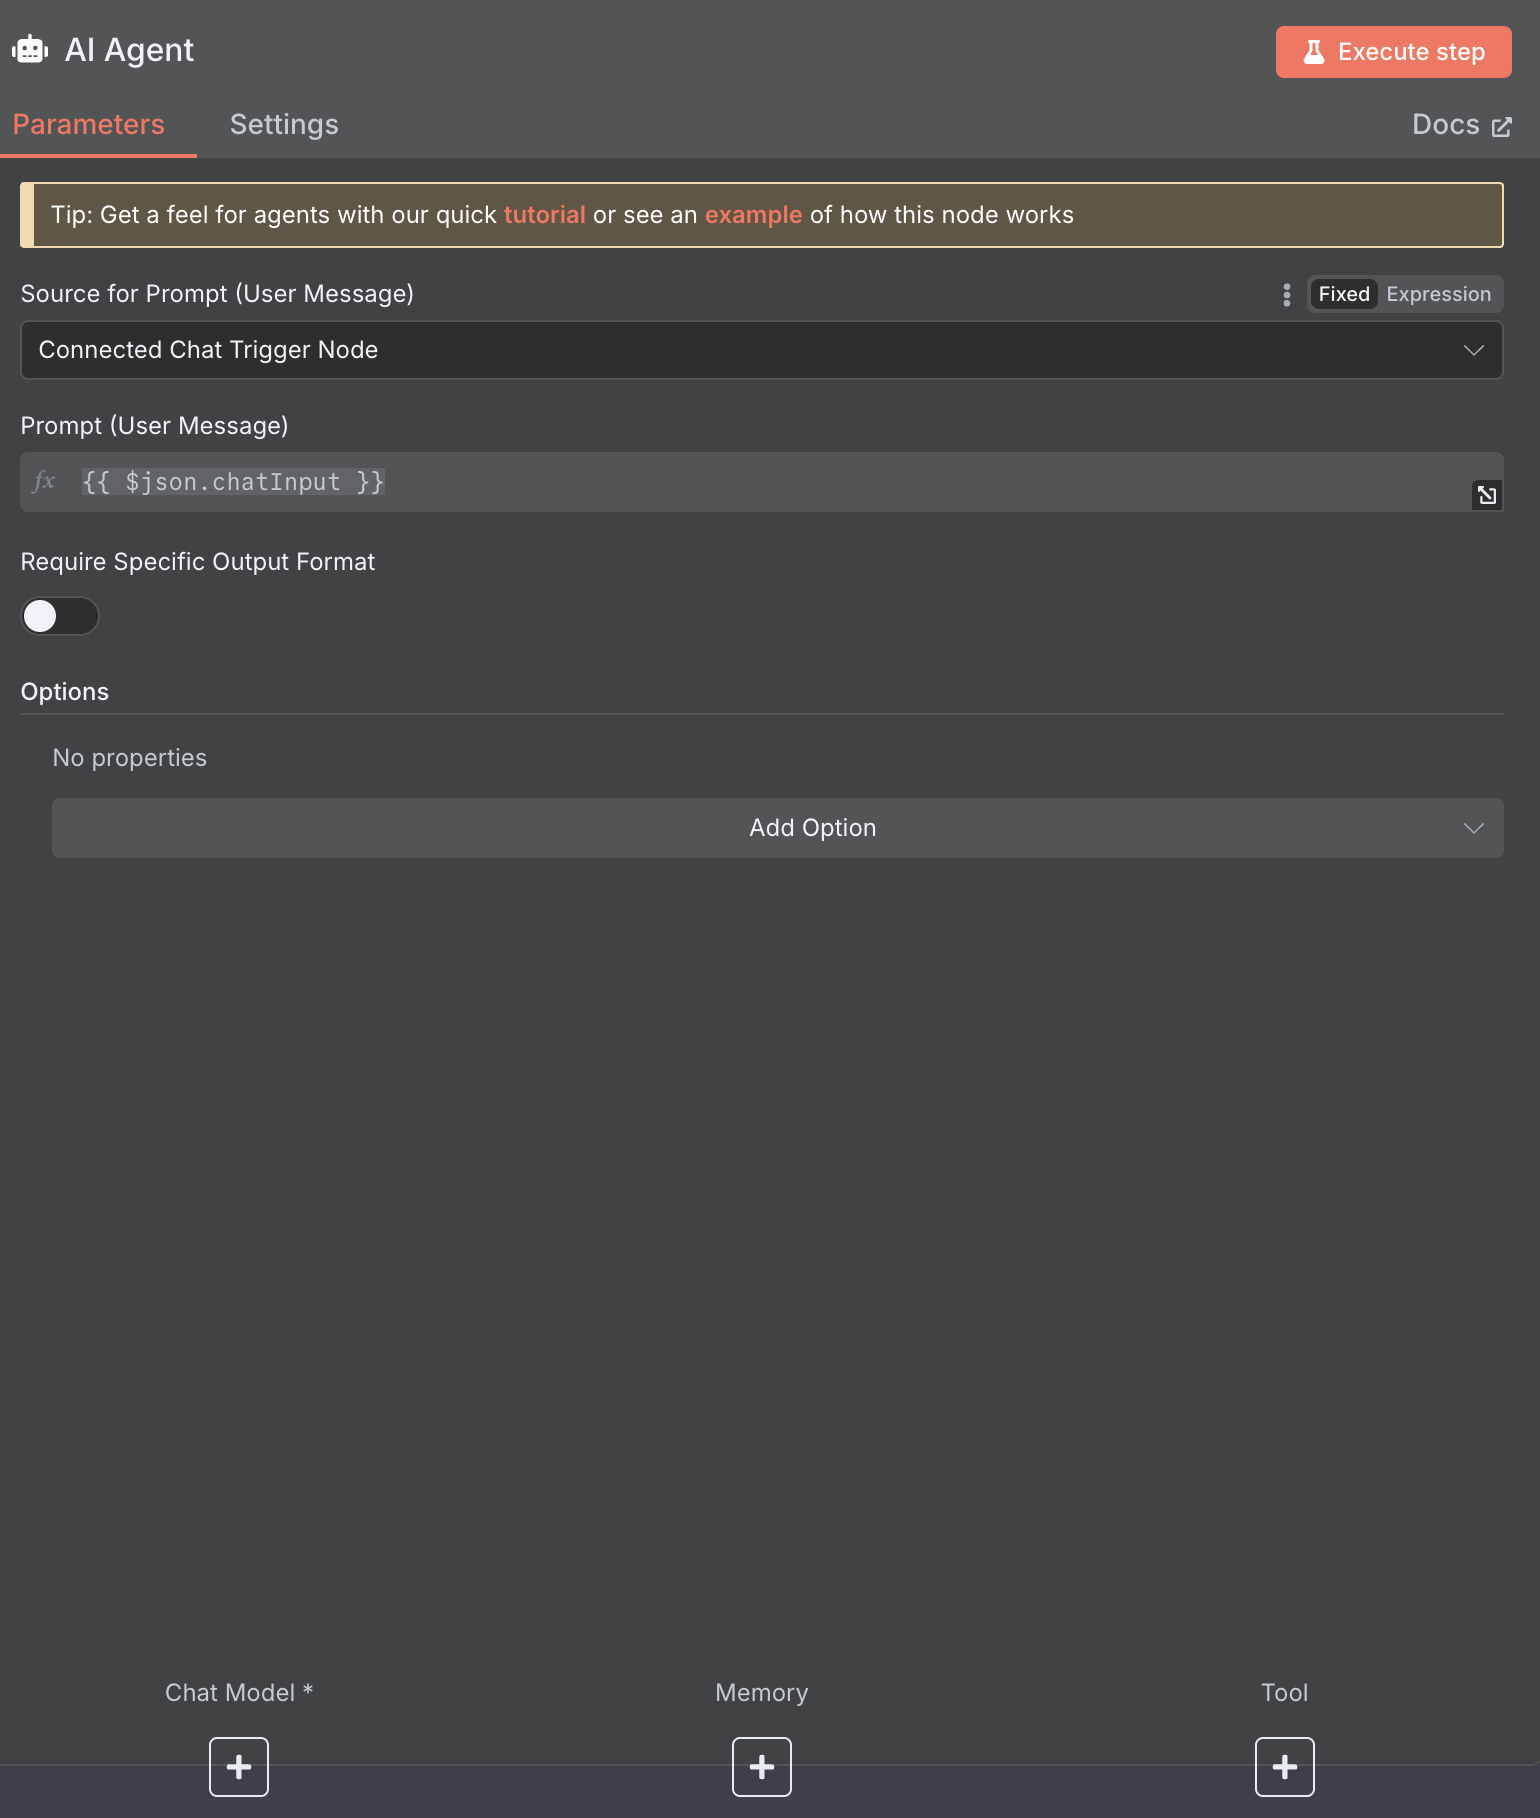 AI Agent
Execute step
Parameters
Settings
Docs
Tip: Get a feel for agents with our quick tutorial or see an example of how this node works
Source for Prompt (User Message)
Fixed
Expression
Connected Chat Trigger Node
Prompt (User Message)
fx
{{ $json.chatInput }}
Require Specific Output Format
Options
No properties
Add Option
Chat Model *
Memory
Tool